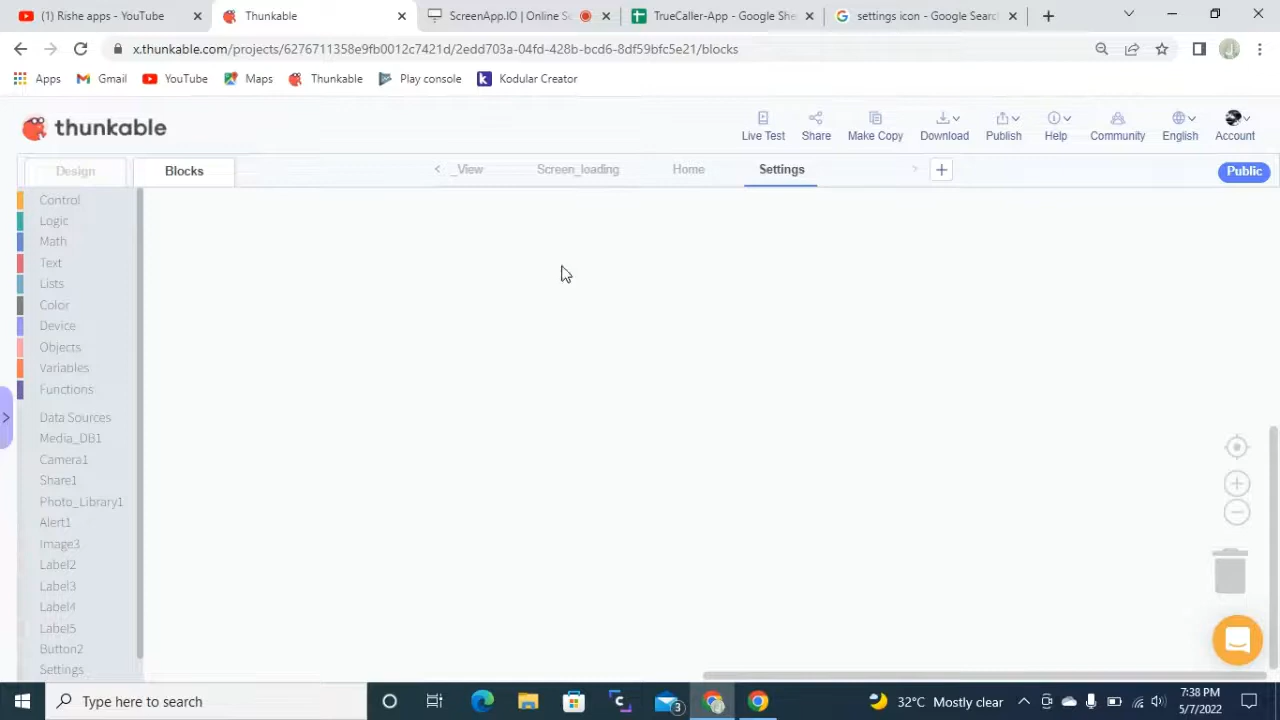 (1) Rishe apps - YouTube
Thunkable
ScreenApp.IO | Online S
TrueCaller-App - Google She
settings icon - Google Search
x.thunkable.com/projects/6276711358e9fb0012c7421d/2edd703a-04fd-428b-bcd6-8df59bfc5e21/blocks
Apps
Gmail
YouTube
Maps
Thunkable
Play console
Kodular Creator
thunkable
Live Test
Share
Make Copy
Download
Publish
Help
Community
English
Account
Design
Blocks
_View
Screen_loading
Home
Settings
Public
Control
Logic
Math
Text
Lists
Color
Device
Objects
Variables
Functions
Data Sources
Media_DB1
Camera1
Share1
Photo_Library1
Alert1
Image3
Label2
Label3
Label4
Label5
Button2
Settings
Type here to search
3
32°C Mostly clear
7:38 PM
5/7/2022